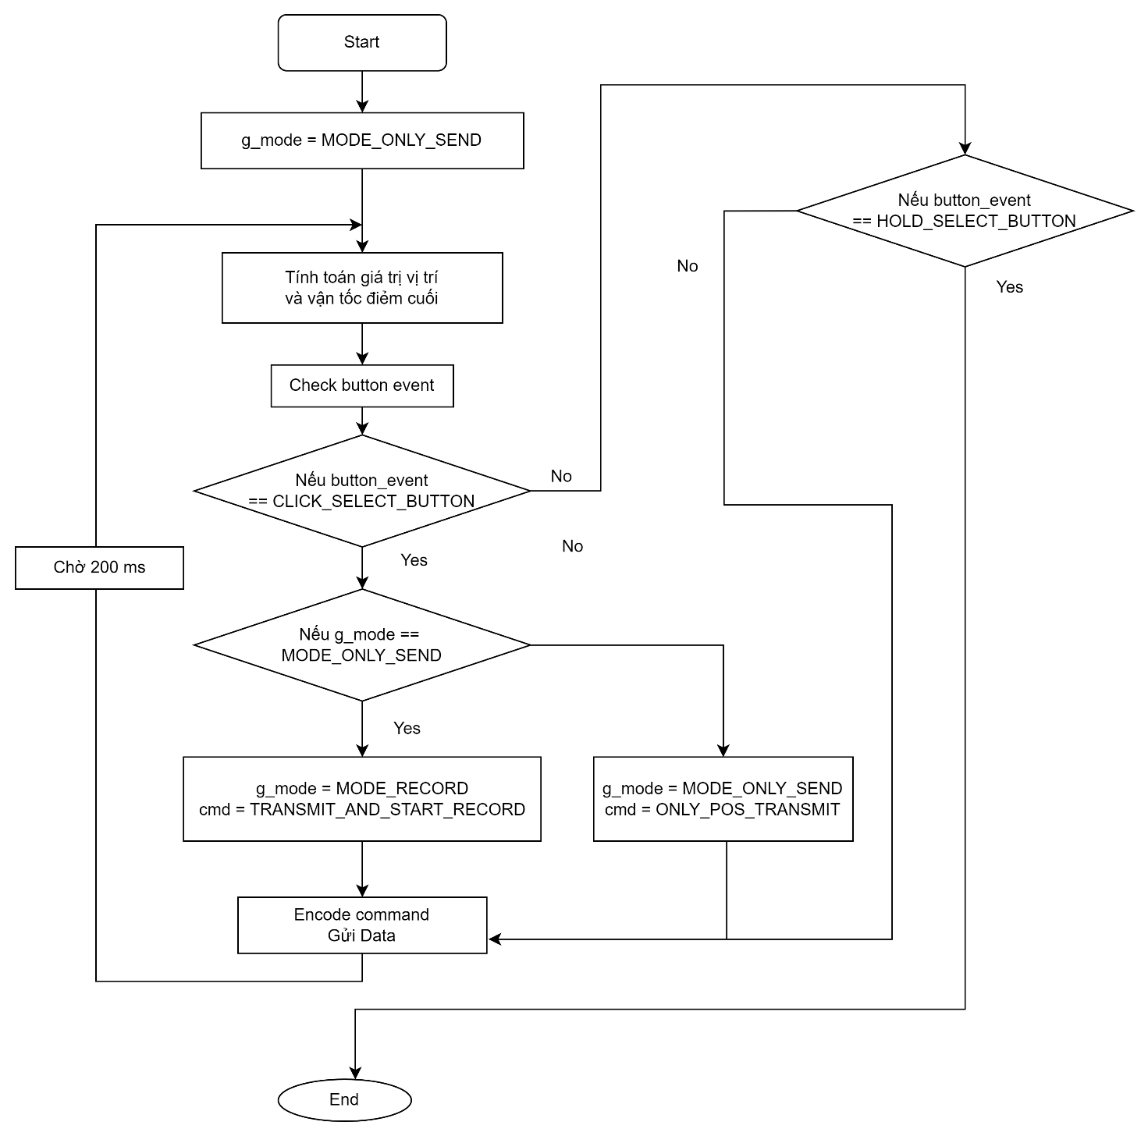 Start
g_mode = MODE_ONLY_SEND
Nếu button_event
== HOLD_SELECT_BUTTON
No
Yes
Tính toán giá trị vị trí
và vận tốc điểm cuối
Check button event
Nếu button_event
== CLICK_SELECT_BUTTON
No
Yes
No
Chờ 200 ms
Nếu g_mode ==
MODE_ONLY_SEND
Yes
g_mode = MODE_RECORD
cmd = TRANSMIT_AND_START_RECORD
g_mode = MODE_ONLY_SEND
cmd = ONLY_POS_TRANSMIT
Encode command
Gửi Data
End